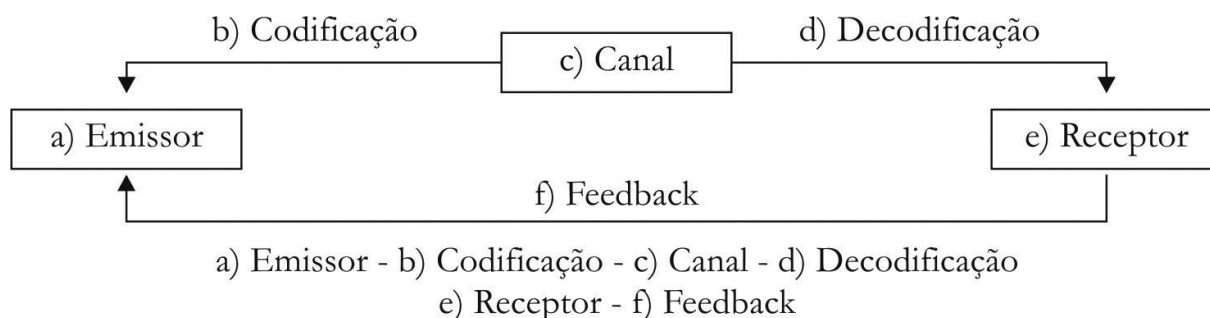 b) Codificação
d) Decodificação
c) Canal
a) Emissor
e) Receptor
f) Feedback
a) Emissor - b) Codificação - c) Canal - d) Decodificação
e) Receptor - f) Feedback